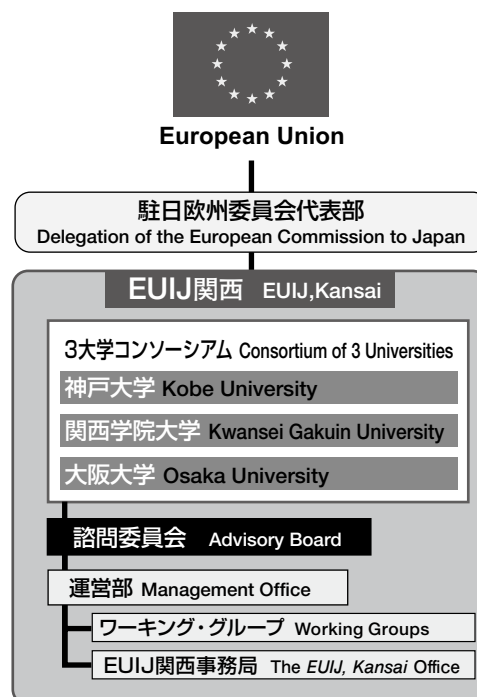 European Union
駐日欧州委員会代表部
Delegation of the European Commission to Japan
EUIJ関西 EUIJ,Kansai
3大学コンソーシアム Consortium of 3 Universities
神戸大学 Kobe University
関西学院大学 Kwansei Gakuin University
大阪大学 Osaka University
諮問委員会 Advisory Board
運営部 Management Office
ワーキング・グループ Working Groups
EUIJ関西事務局 The EUIJ, Kansai Office